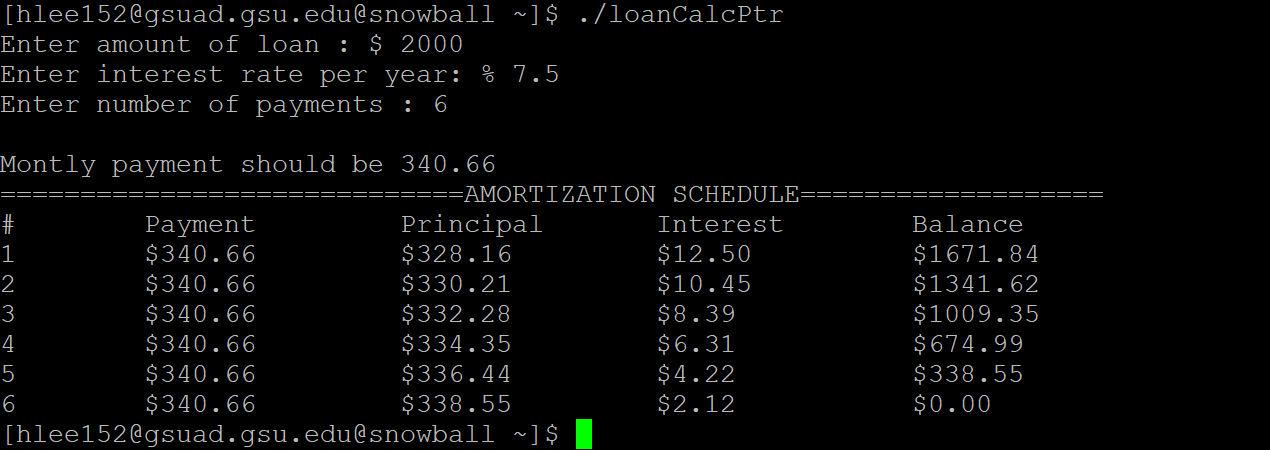 [hlee152@gsuad.gsu.edu@snowball ~]$ ./loanCalcPtr
Enter amount of loan : $ 2000
Enter interest rate per year: % 7.5
Enter number of payments : 6
Montly payment should be 340.66
=============================AMORTIZATION SCHEDULE===================
# Payment Principal Interest Balance
1 $340.66 $328.16 $12.50 $1671.84
2 $340.66 $330.21 $10.45 $1341.62
3 $340.66 $332.28 $8.39 $1009.35
4 $340.66 $334.35 $6.31 $674.99
5 $340.66 $336.44 $4.22 $338.55
6 $340.66 $338.55 $2.12 $0.00
[hlee152@gsuad.gsu.edu@snowball ~]$